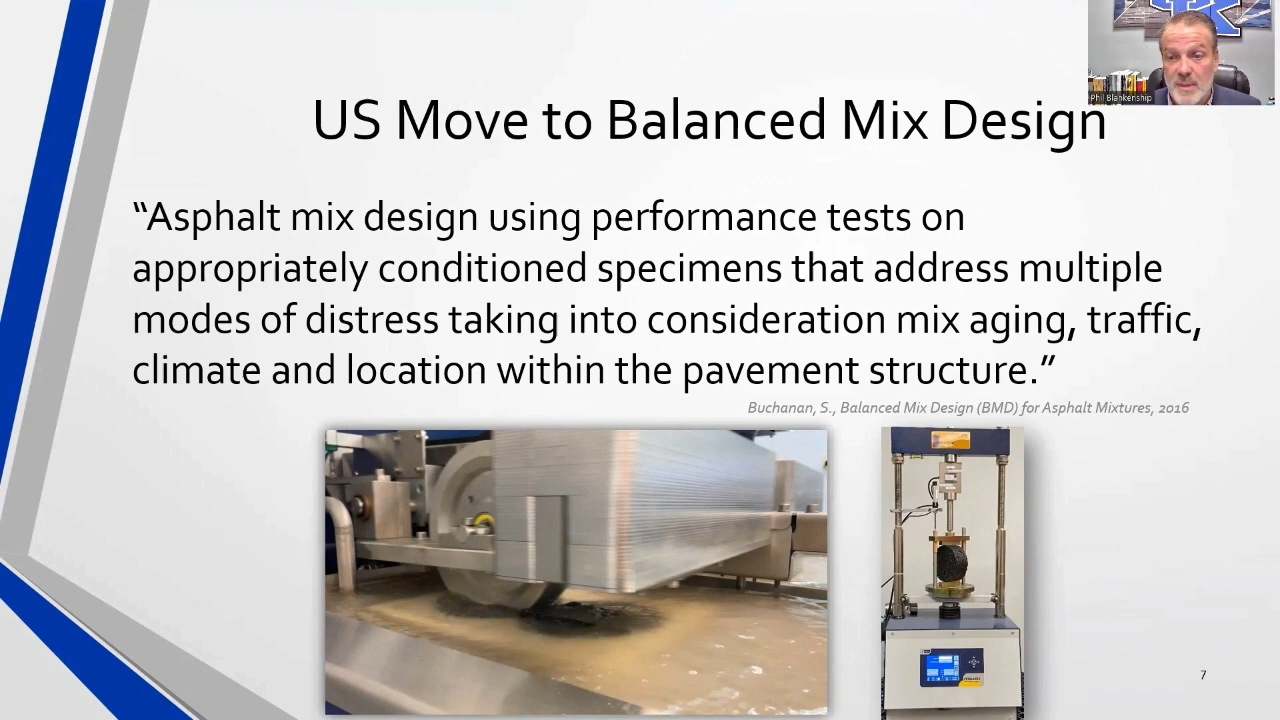 Phil Blankenship
US Move to Balanced Mix Design
“Asphalt mix design using performance tests on
appropriately conditioned specimens that address multiple
modes of distress taking into consideration mix aging, traffic,
climate and location within the pavement structure.”
Buchanan, S., Balanced Mix Design (BMD) for Asphalt Mixtures, 2016
7